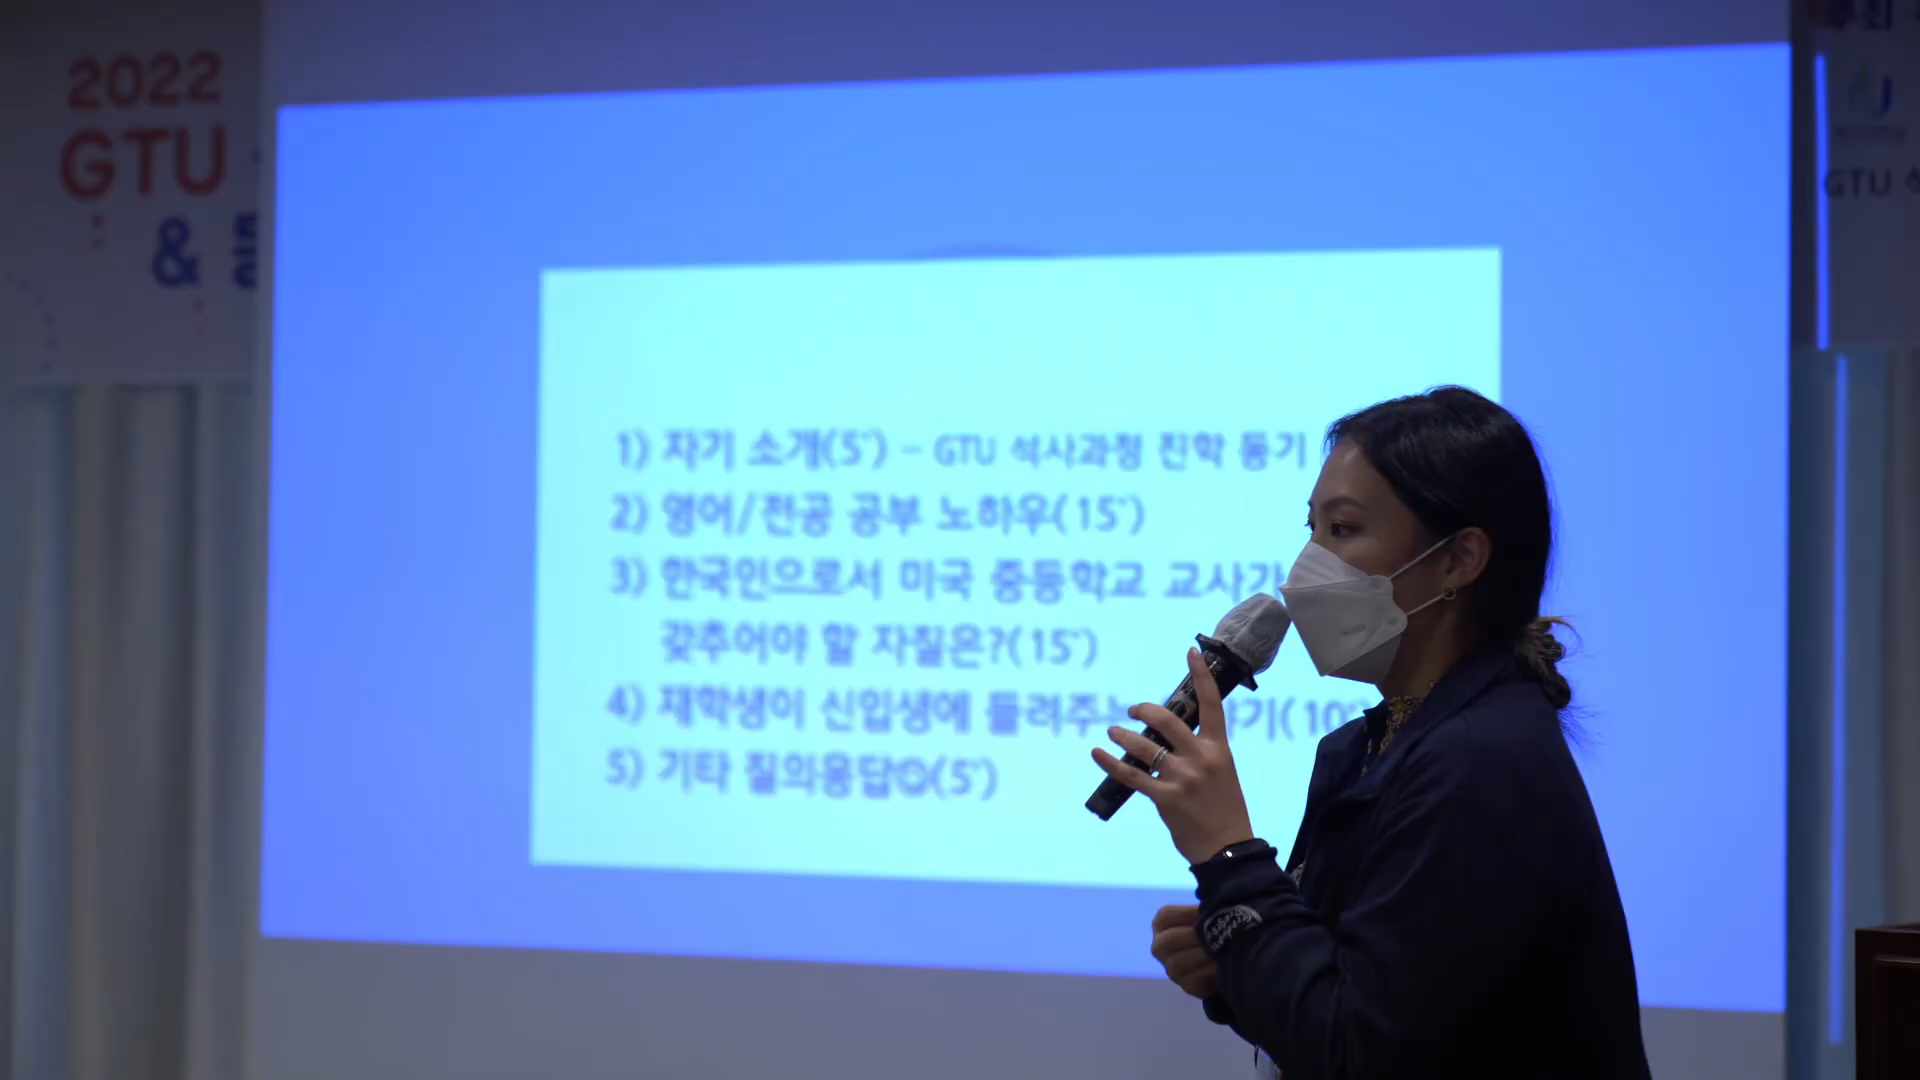 2022
GTU
&
1) 자기 소개(5') - GTU 석사과정 진학 동기
2) 영어/전공 공부 노하우(15')
3) 한국인으로서 미국 중등학교 교사가
갖추어야 할 자질은?(15')
4) 재학생이 신입생에 들려주는 기(10')
5) 기타 질의응답☺(5')
GTU